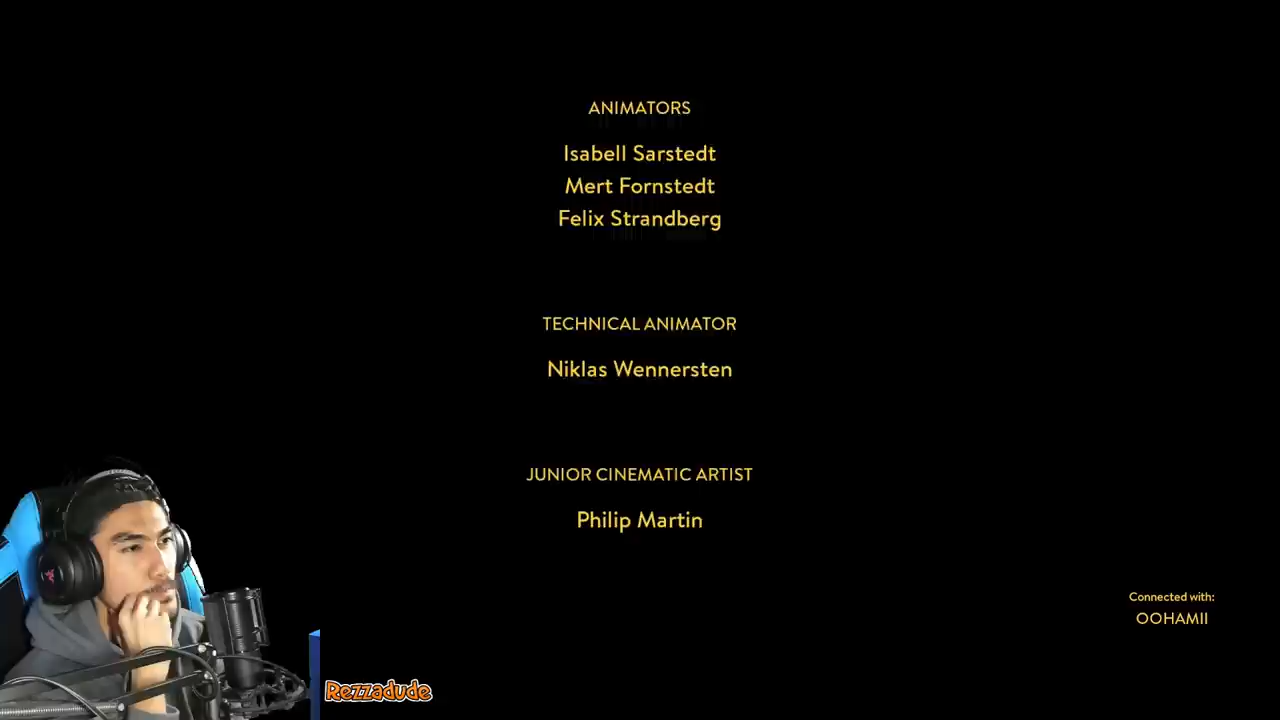 ANIMATORS
Isabell Sarstedt
Mert Fornstedt
Felix Strandberg
TECHNICAL ANIMATOR
Niklas Wennersten
JUNIOR CINEMATIC ARTIST
Philip Martin
Connected with:
OOHAMII
Rezzadude